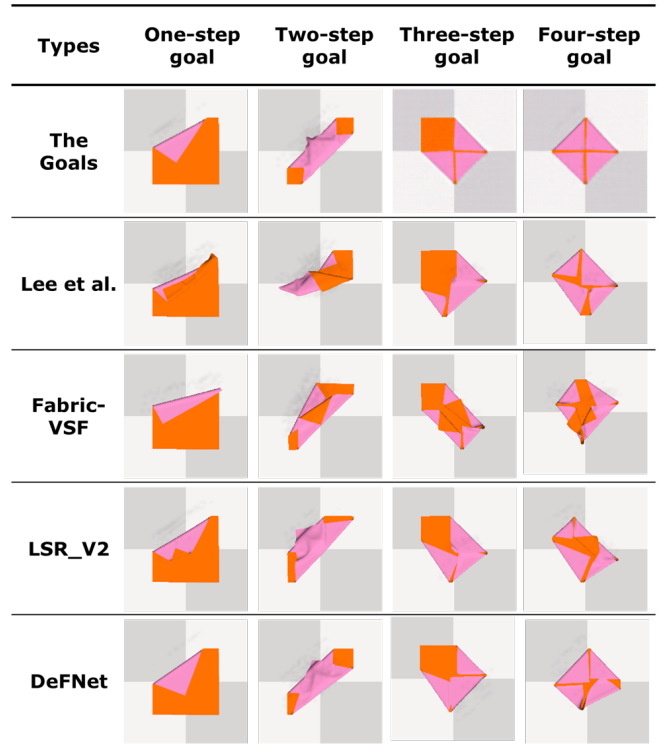 Types
One-step
goal
Two-step
goal
Three-step
goal
Four-step
goal
The
Goals
Lee et al.
Fabric-
VSF
LSR_V2
DeFNet